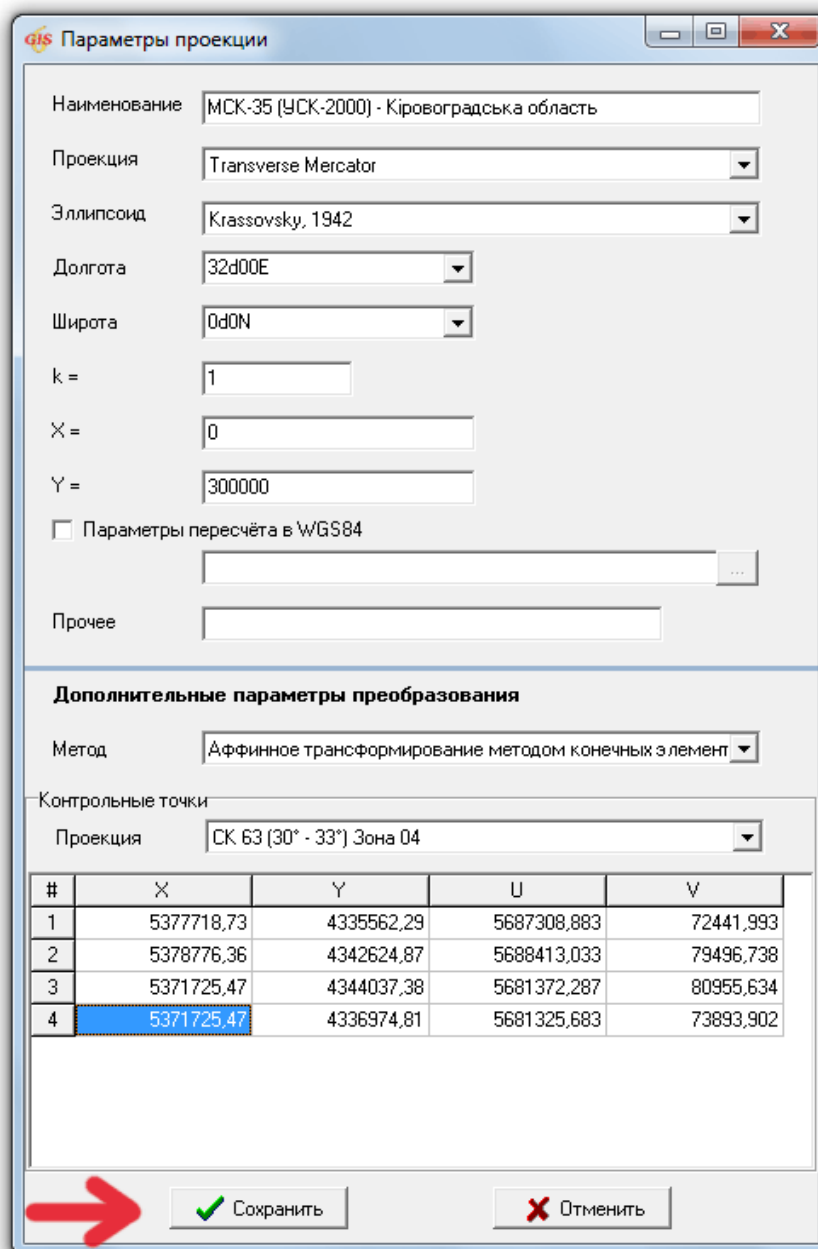 GIS Параметры проекции
Наименование МСК-35 (УСК-2000) - Кіровоградська область
Проекция Transverse Mercator
Эллипсоид Krassovsky, 1942
Долгота 32d00E
Широта 0d0N
k = 1
X = 0
Y = 300000
Параметры пересчёта в WGS84
...
Прочее
Дополнительные параметры преобразования
Метод Аффинное трансформирование методом конечных элемент
Контрольные точки
Проекция СК 63 (30° - 33°) Зона 04
# X Y U V
1 5377718,73 4335562,29 5687308,883 72441,993
2 5378776,36 4342624,87 5688413,033 79496,738
3 5371725,47 4344037,38 5681372,287 80955,634
4 5371725,47 4336974,81 5681325,683 73893,902
Сохранить Отменить